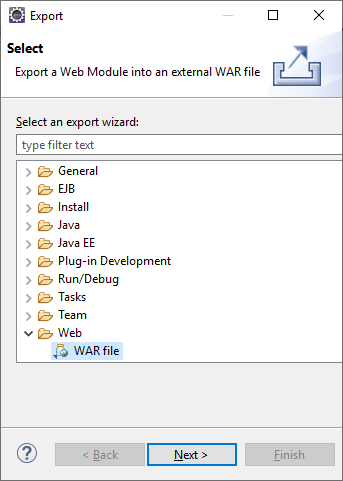 Export
Select
Export a Web Module into an external WAR file
Select an export wizard:
type filter text
General
EJB
Install
Java
Java EE
Plug-in Development
Run/Debug
Tasks
Team
Web
WAR file
? < Back Next > Finish